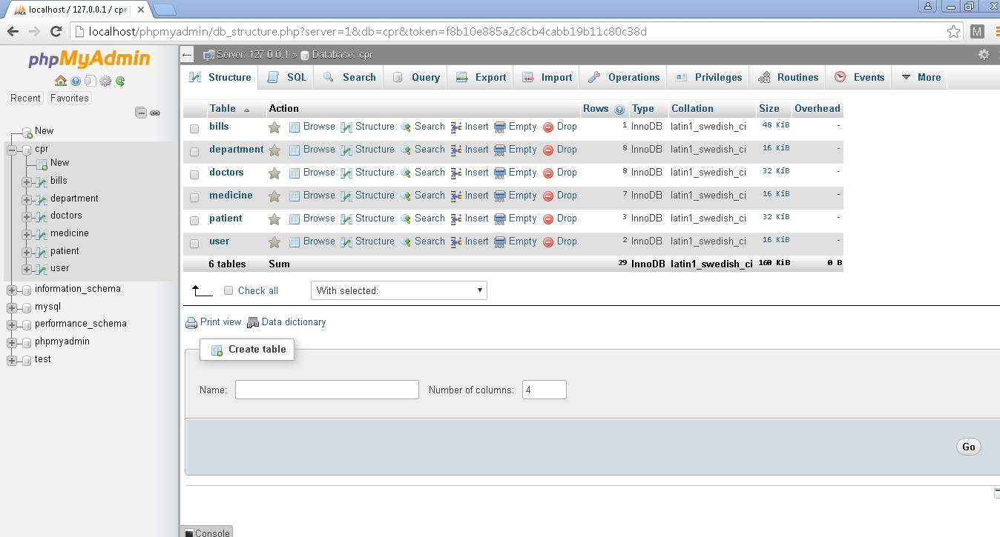 localhost / 127.0.0.1 / cpr
localhost/phpmyadmin/db_structure.php?server=1&db=cpr&token=f8b10e885a2c8cb4cabb19b11c80c38d
M
phpMyAdmin
Recent Favorites
New
cpr
New
bills
department
doctors
medicine
patient
user
information_schema
mysql
performance_schema
phpmyadmin
test
Server: 127.0.0.1 » Database: cpr
Structure SQL Search Query Export Import Operations Privileges Routines Events More
Table Action Rows Type Collation Size Overhead
bills Browse Structure Search Insert Empty Drop 1 InnoDB latin1_swedish_ci 48 KiB -
department Browse Structure Search Insert Empty Drop 8 InnoDB latin1_swedish_ci 16 KiB -
doctors Browse Structure Search Insert Empty Drop 8 InnoDB latin1_swedish_ci 32 KiB -
medicine Browse Structure Search Insert Empty Drop 7 InnoDB latin1_swedish_ci 16 KiB -
patient Browse Structure Search Insert Empty Drop 3 InnoDB latin1_swedish_ci 32 KiB -
user Browse Structure Search Insert Empty Drop 2 InnoDB latin1_swedish_ci 16 KiB -
6 tables Sum 29 InnoDB latin1_swedish_ci 160 KiB 0 B
Check all With selected:
Print view Data dictionary
Create table
Name: Number of columns: 4
Go
Console